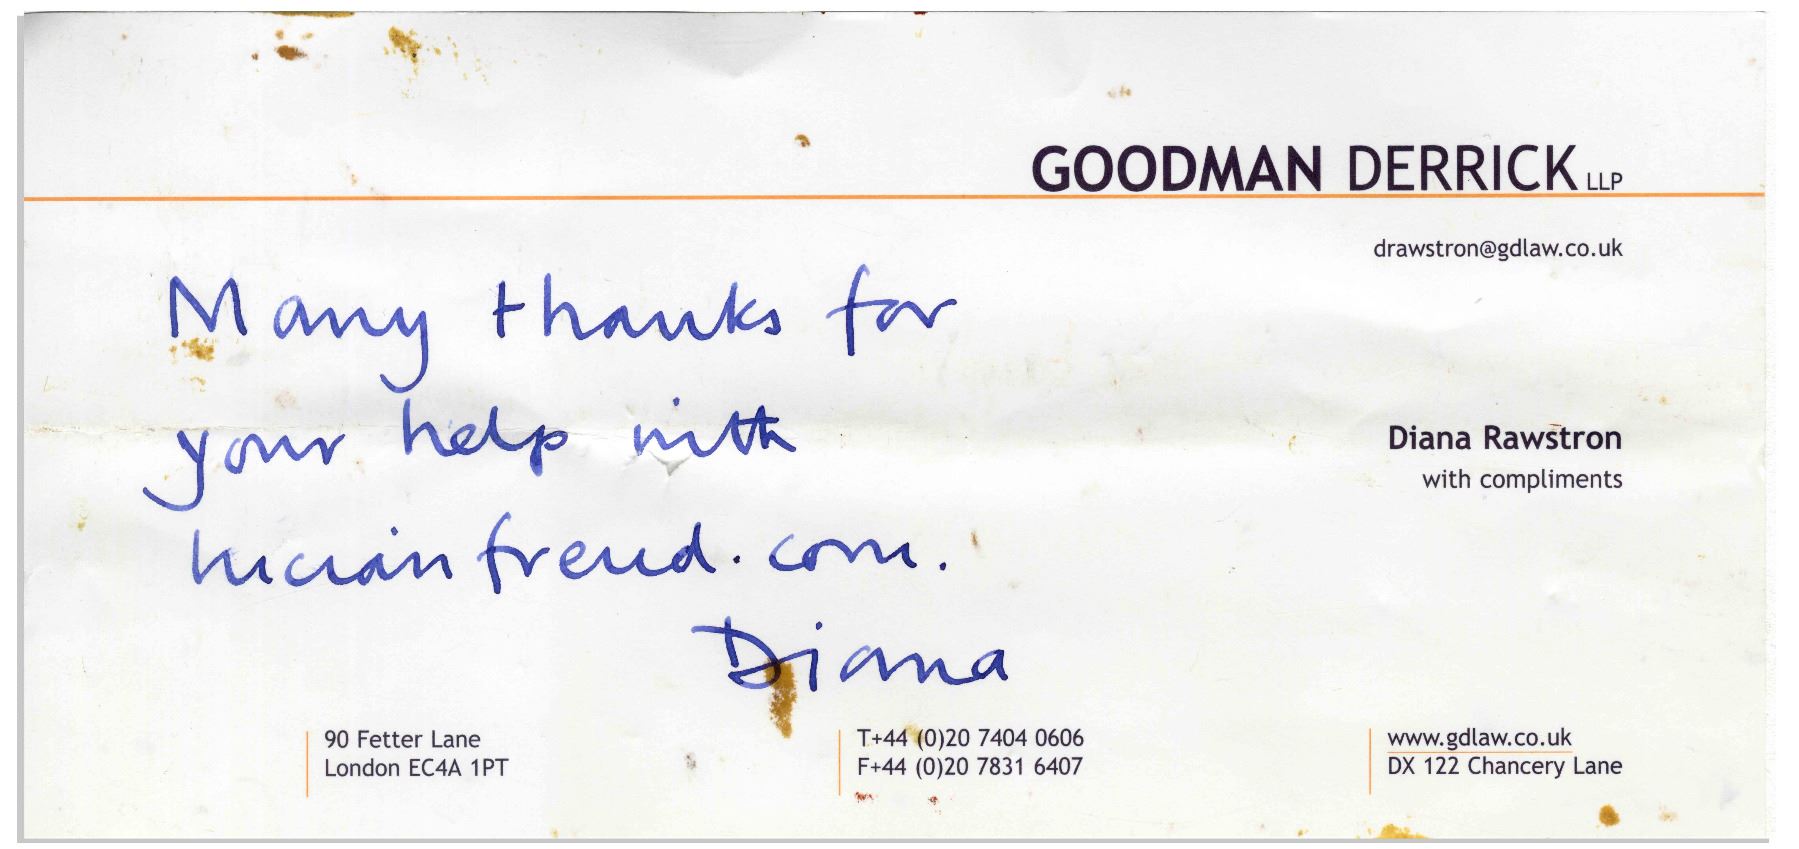 GOODMAN DERRICK LLP
drawstron@gdlaw.co.uk
Many thanks for
your help with
lucianfreud.com.
Diana
Diana Rawstron
with compliments
90 Fetter Lane
London EC4A 1PT
T+44 (0)20 7404 0606
F+44 (0)20 7831 6407
www.gdlaw.co.uk
DX 122 Chancery Lane